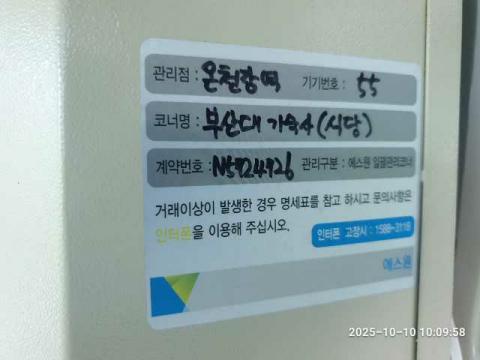 관리점 : 온천장역 기기번호 : 55
코너명 : 부산대 기숙사(식당)
계약번호 : N5924926 관리구분 : 에스원 일괄관리코너
거래이상이 발생한 경우 명세표를 참고 하시고 문의사항은
인터폰을 이용해 주십시오.
인터폰 고장시 : 1588-3116
에스원
2025-10-10 10:09:58